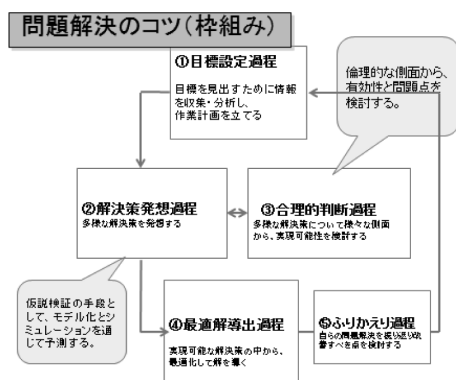 問題解決のコツ(枠組み)
①目標設定過程
目標を見出すために情報
を収集・分析し、
作業計画を立てる
倫理的な側面から、
有効性と問題点を
検討する。
②解決策発想過程
多様な解決策を発想する
③合理的判断過程
多様な解決策について様々な側面
から、実現可能性を検討する
仮説検証の手段と
して、モデル化とシ
ミュレーションを通
じて予測する。
④最適解導出過程
実現可能な解決策の中から、
最適化して解を導く
⑤ふりかえり過程
自らの問題解決を振り返り改
善すべき点を検討する